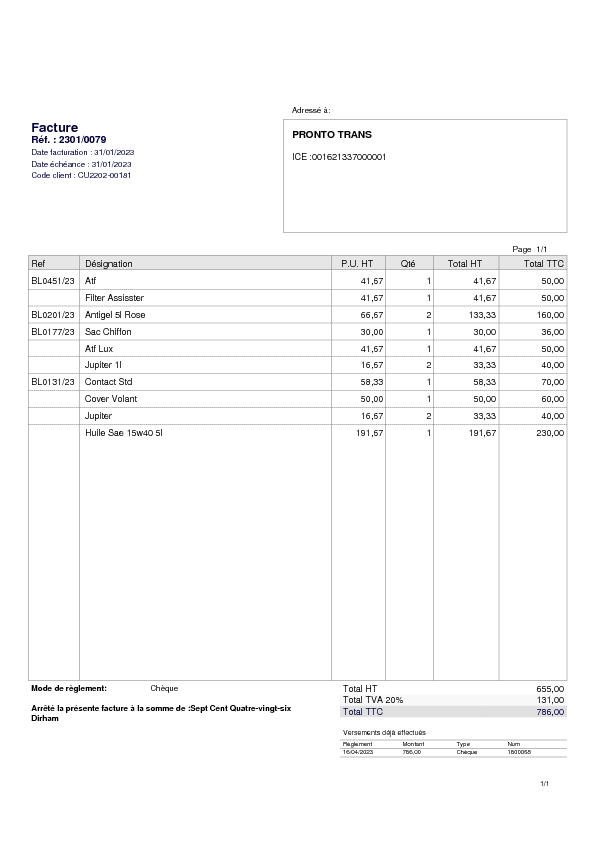 Adressé à:
Facture
Réf. : 2301/0079
Date facturation : 31/01/2023
Date échéance : 31/01/2023
Code client : CU2202-00181
PRONTO TRANS
ICE :001621337000001
Page 1/1
Ref Désignation P.U. HT Qté Total HT Total TTC
BL0451/23 Atf 41,67 1 41,67 50,00
Filter Assisster 41,67 1 41,67 50,00
BL0201/23 Antigel 5l Rose 66,67 2 133,33 160,00
BL0177/23 Sac Chiffon 30,00 1 30,00 36,00
Atf Lux 41,67 1 41,67 50,00
Jupiter 1l 16,67 2 33,33 40,00
BL0131/23 Contact Std 58,33 1 58,33 70,00
Cover Volant 50,00 1 50,00 60,00
Jupiter 16,67 2 33,33 40,00
Huile Sae 15w40 5l 191,67 1 191,67 230,00
Mode de règlement: Chèque
Arrêté la présente facture à la somme de :Sept Cent Quatre-vingt-six
Dirham
Total HT 655,00
Total TVA 20% 131,00
Total TTC 786,00
Versements déjà effectués
Règlement Montant Type Num
16/04/2023 786,00 Chèque 1800068
1/1